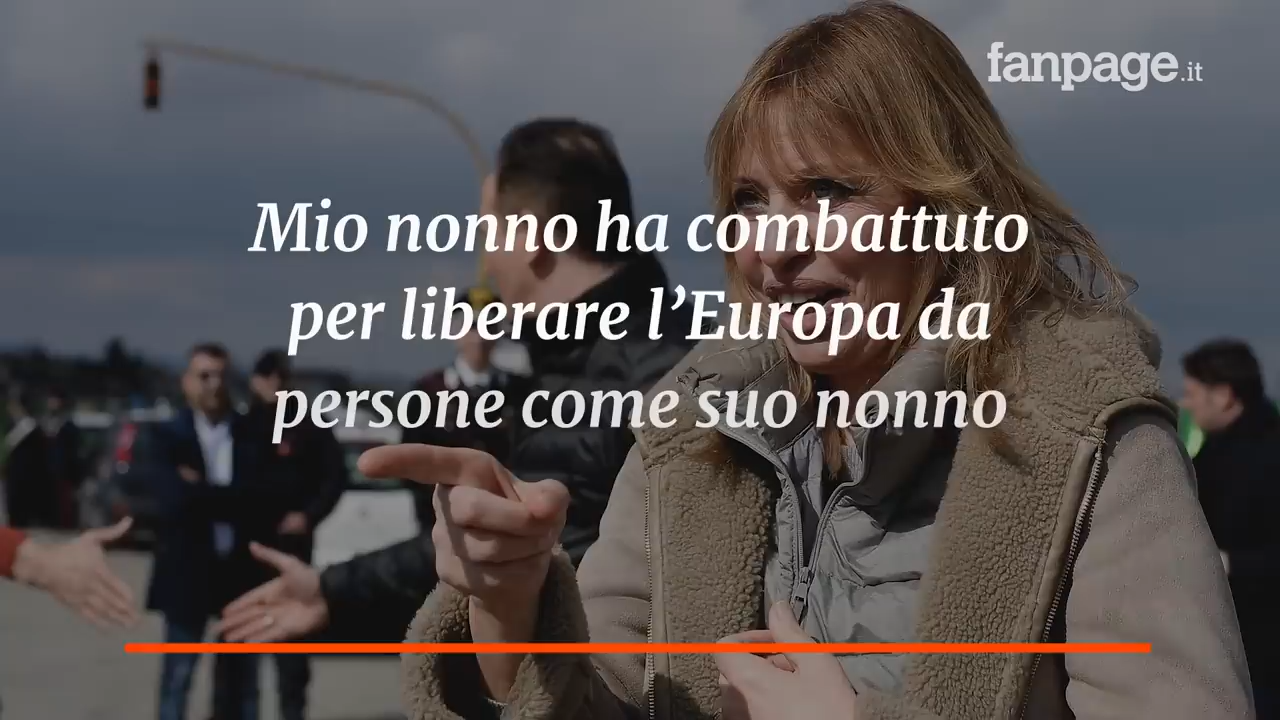 fanpage.it
Mio nonno ha combattuto
per liberare l’Europa da
persone come suo nonno